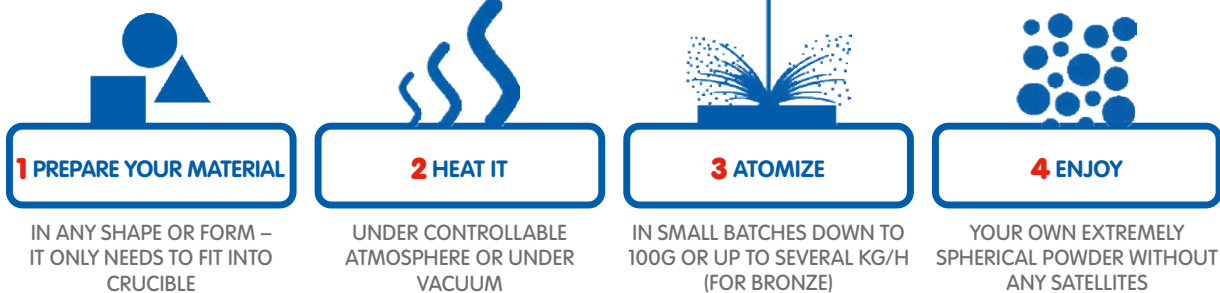 1 PREPARE YOUR MATERIAL
IN ANY SHAPE OR FORM –
IT ONLY NEEDS TO FIT INTO
CRUCIBLE
2 HEAT IT
UNDER CONTROLLABLE
ATMOSPHERE OR UNDER
VACUUM
3 ATOMIZE
IN SMALL BATCHES DOWN TO
100G OR UP TO SEVERAL KG/H
(FOR BRONZE)
4 ENJOY
YOUR OWN EXTREMELY
SPHERICAL POWDER WITHOUT
ANY SATELLITES